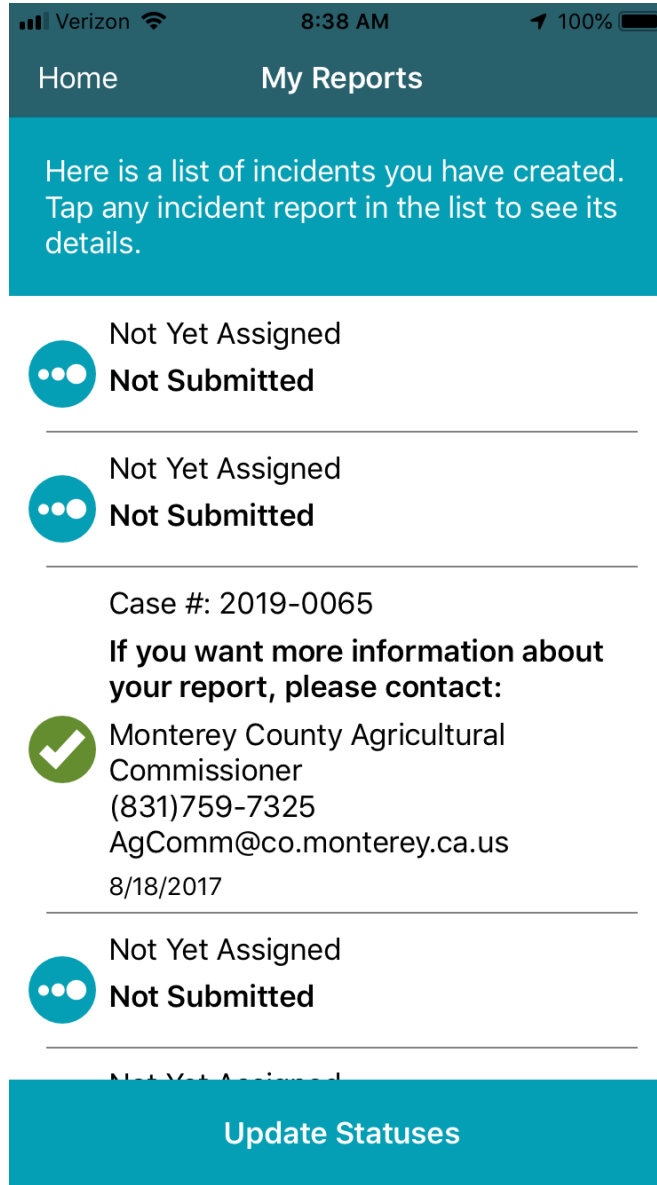 Verizon 8:38 AM 100%
Home My Reports
Here is a list of incidents you have created.
Tap any incident report in the list to see its
details.
Not Yet Assigned
Not Submitted
Not Yet Assigned
Not Submitted
Case #: 2019-0065
If you want more information about
your report, please contact:
Monterey County Agricultural
Commissioner
(831)759-7325
AgComm@co.monterey.ca.us
8/18/2017
Not Yet Assigned
Not Submitted
Not Yet Assigned
Update Statuses